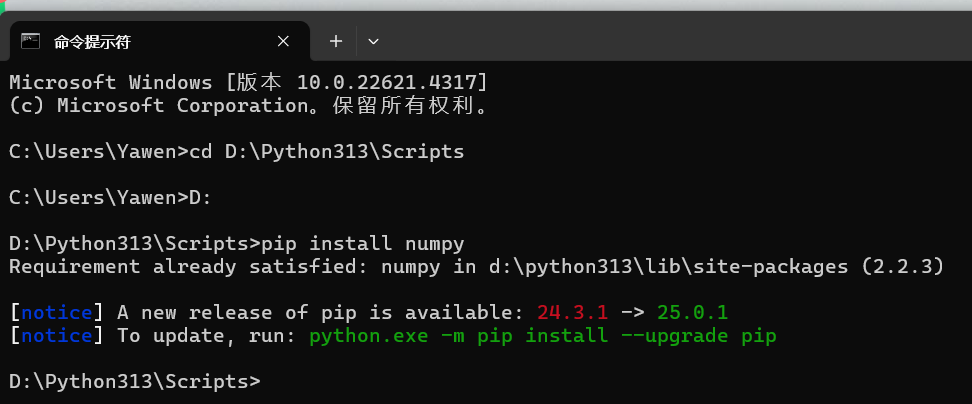 命令提示符
Microsoft Windows [版本 10.0.22621.4317]
(c) Microsoft Corporation。保留所有权利。
C:\Users\Yawen>cd D:\Python313\Scripts
C:\Users\Yawen>D:
D:\Python313\Scripts>pip install numpy
Requirement already satisfied: numpy in d:\python313\lib\site-packages (2.2.3)
[notice] A new release of pip is available: 24.3.1 -> 25.0.1
[notice] To update, run: python.exe -m pip install --upgrade pip
D:\Python313\Scripts>